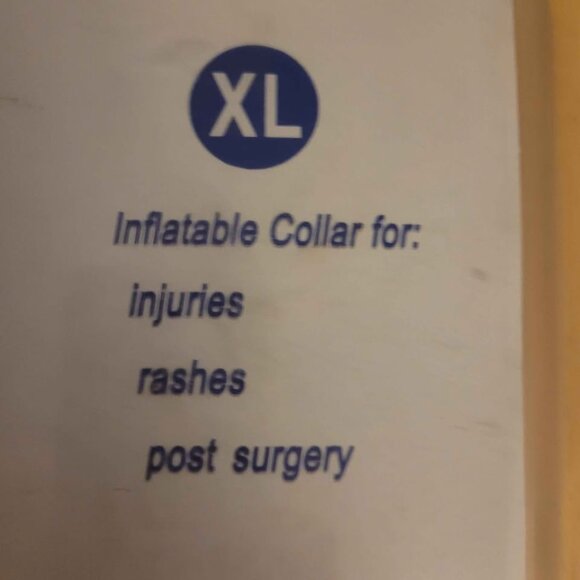 XL
Inflatable Collar for:
injuries
rashes
post surgery